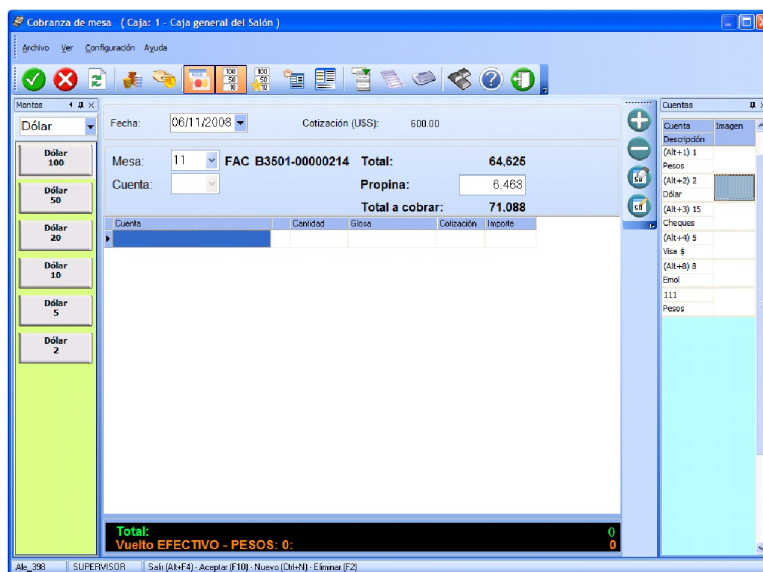 Cobranza de mesa ( Caja: 1 - Caja general del Salón )
Archivo Ver Configuración Ayuda
Montos
Dólar
Dólar
100
Dólar
50
Dólar
20
Dólar
10
Dólar
5
Dólar
2
Fecha: 06/11/2008 Cotización (U$S): 600.00
Mesa: 11 FAC B3501-00000214 Total: 64,625
Cuenta: Propina: 6,463
Total a cobrar: 71,088
Cuenta Cantidad Glosa Cotización Importe
Total: 0
Vuelto EFECTIVO - PESOS: 0: 0
Cuentas
Cuenta Imagen
Descripción
(Alt+1) 1
Pesos
(Alt+2) 2
Dólar
(Alt+3) 15
Cheques
(Alt+4) 5
Visa $
(Alt+8) 8
Emol
111
Pesos
Ale_398 SUPERVISOR Salir (Alt+F4) - Aceptar (F10) - Nuevo (Ctrl+N) - Eliminar (F2)